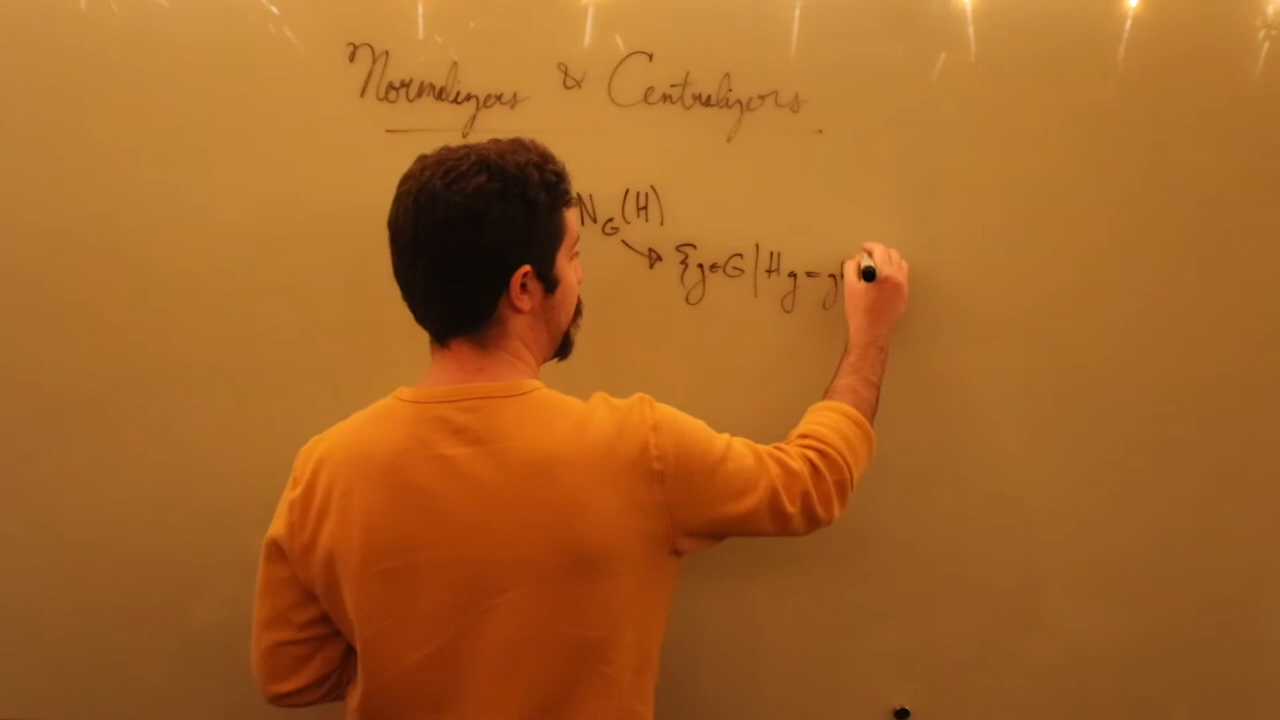 Normalizers & Centralizers
N_G(H)
{g∈G | Hg = g